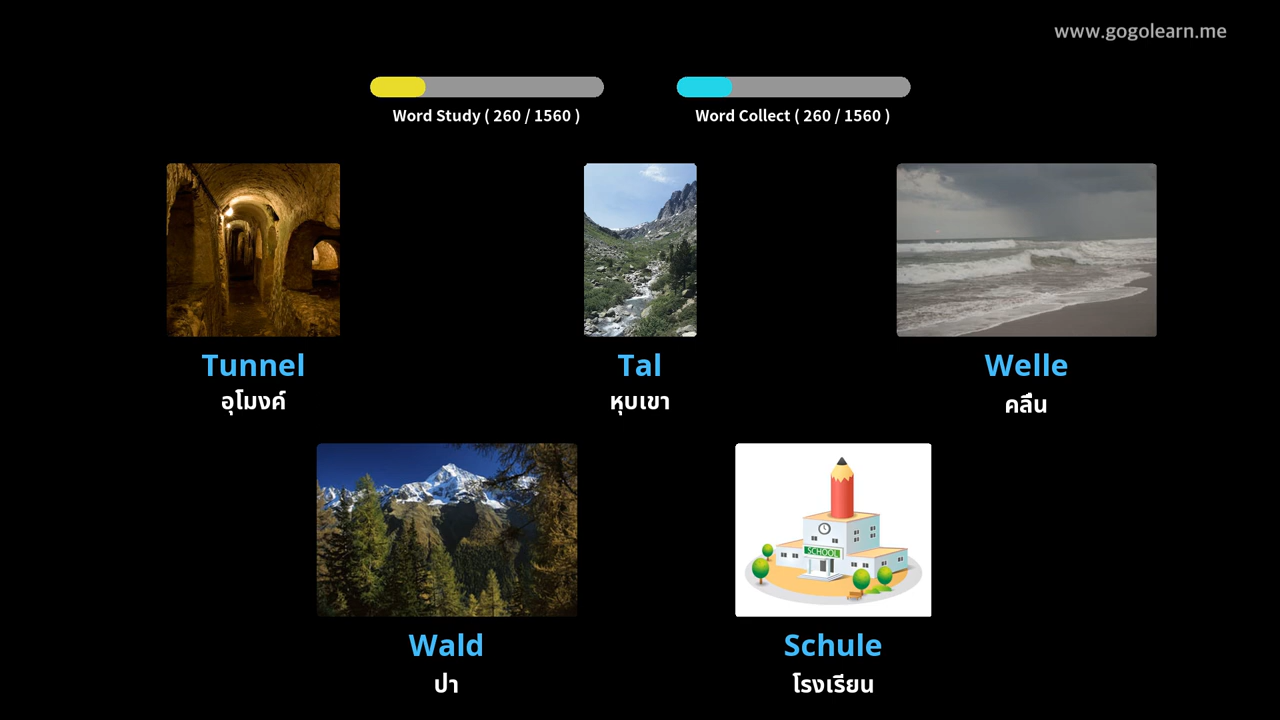 www.gogolearn.me
Word Study ( 260 / 1560 )
Word Collect ( 260 / 1560 )
Tunnel
อุโมงค์
Tal
หุบเขา
Welle
คลื่น
Wald
ป่า
SCHOOL
Schule
โรงเรียน